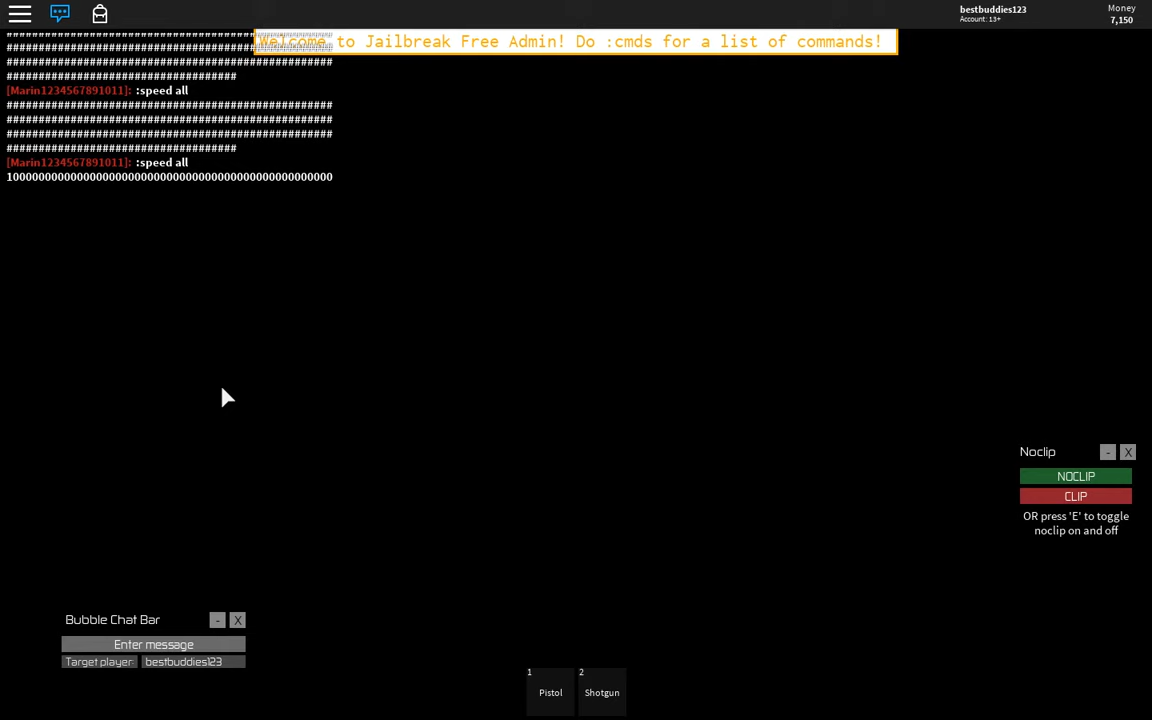 bestbuddies123
Account: 13+
Money
7,150
Welcome to Jailbreak Free Admin! Do :cmds for a list of commands!
[Marin1234567891011]: :speed all
[Marin1234567891011]: :speed all
Noclip - X
NOCLIP
CLIP
OR press 'E' to toggle
noclip on and off
Bubble Chat Bar - X
Enter message
Target player: bestbuddies123
1
Pistol
2
Shotgun